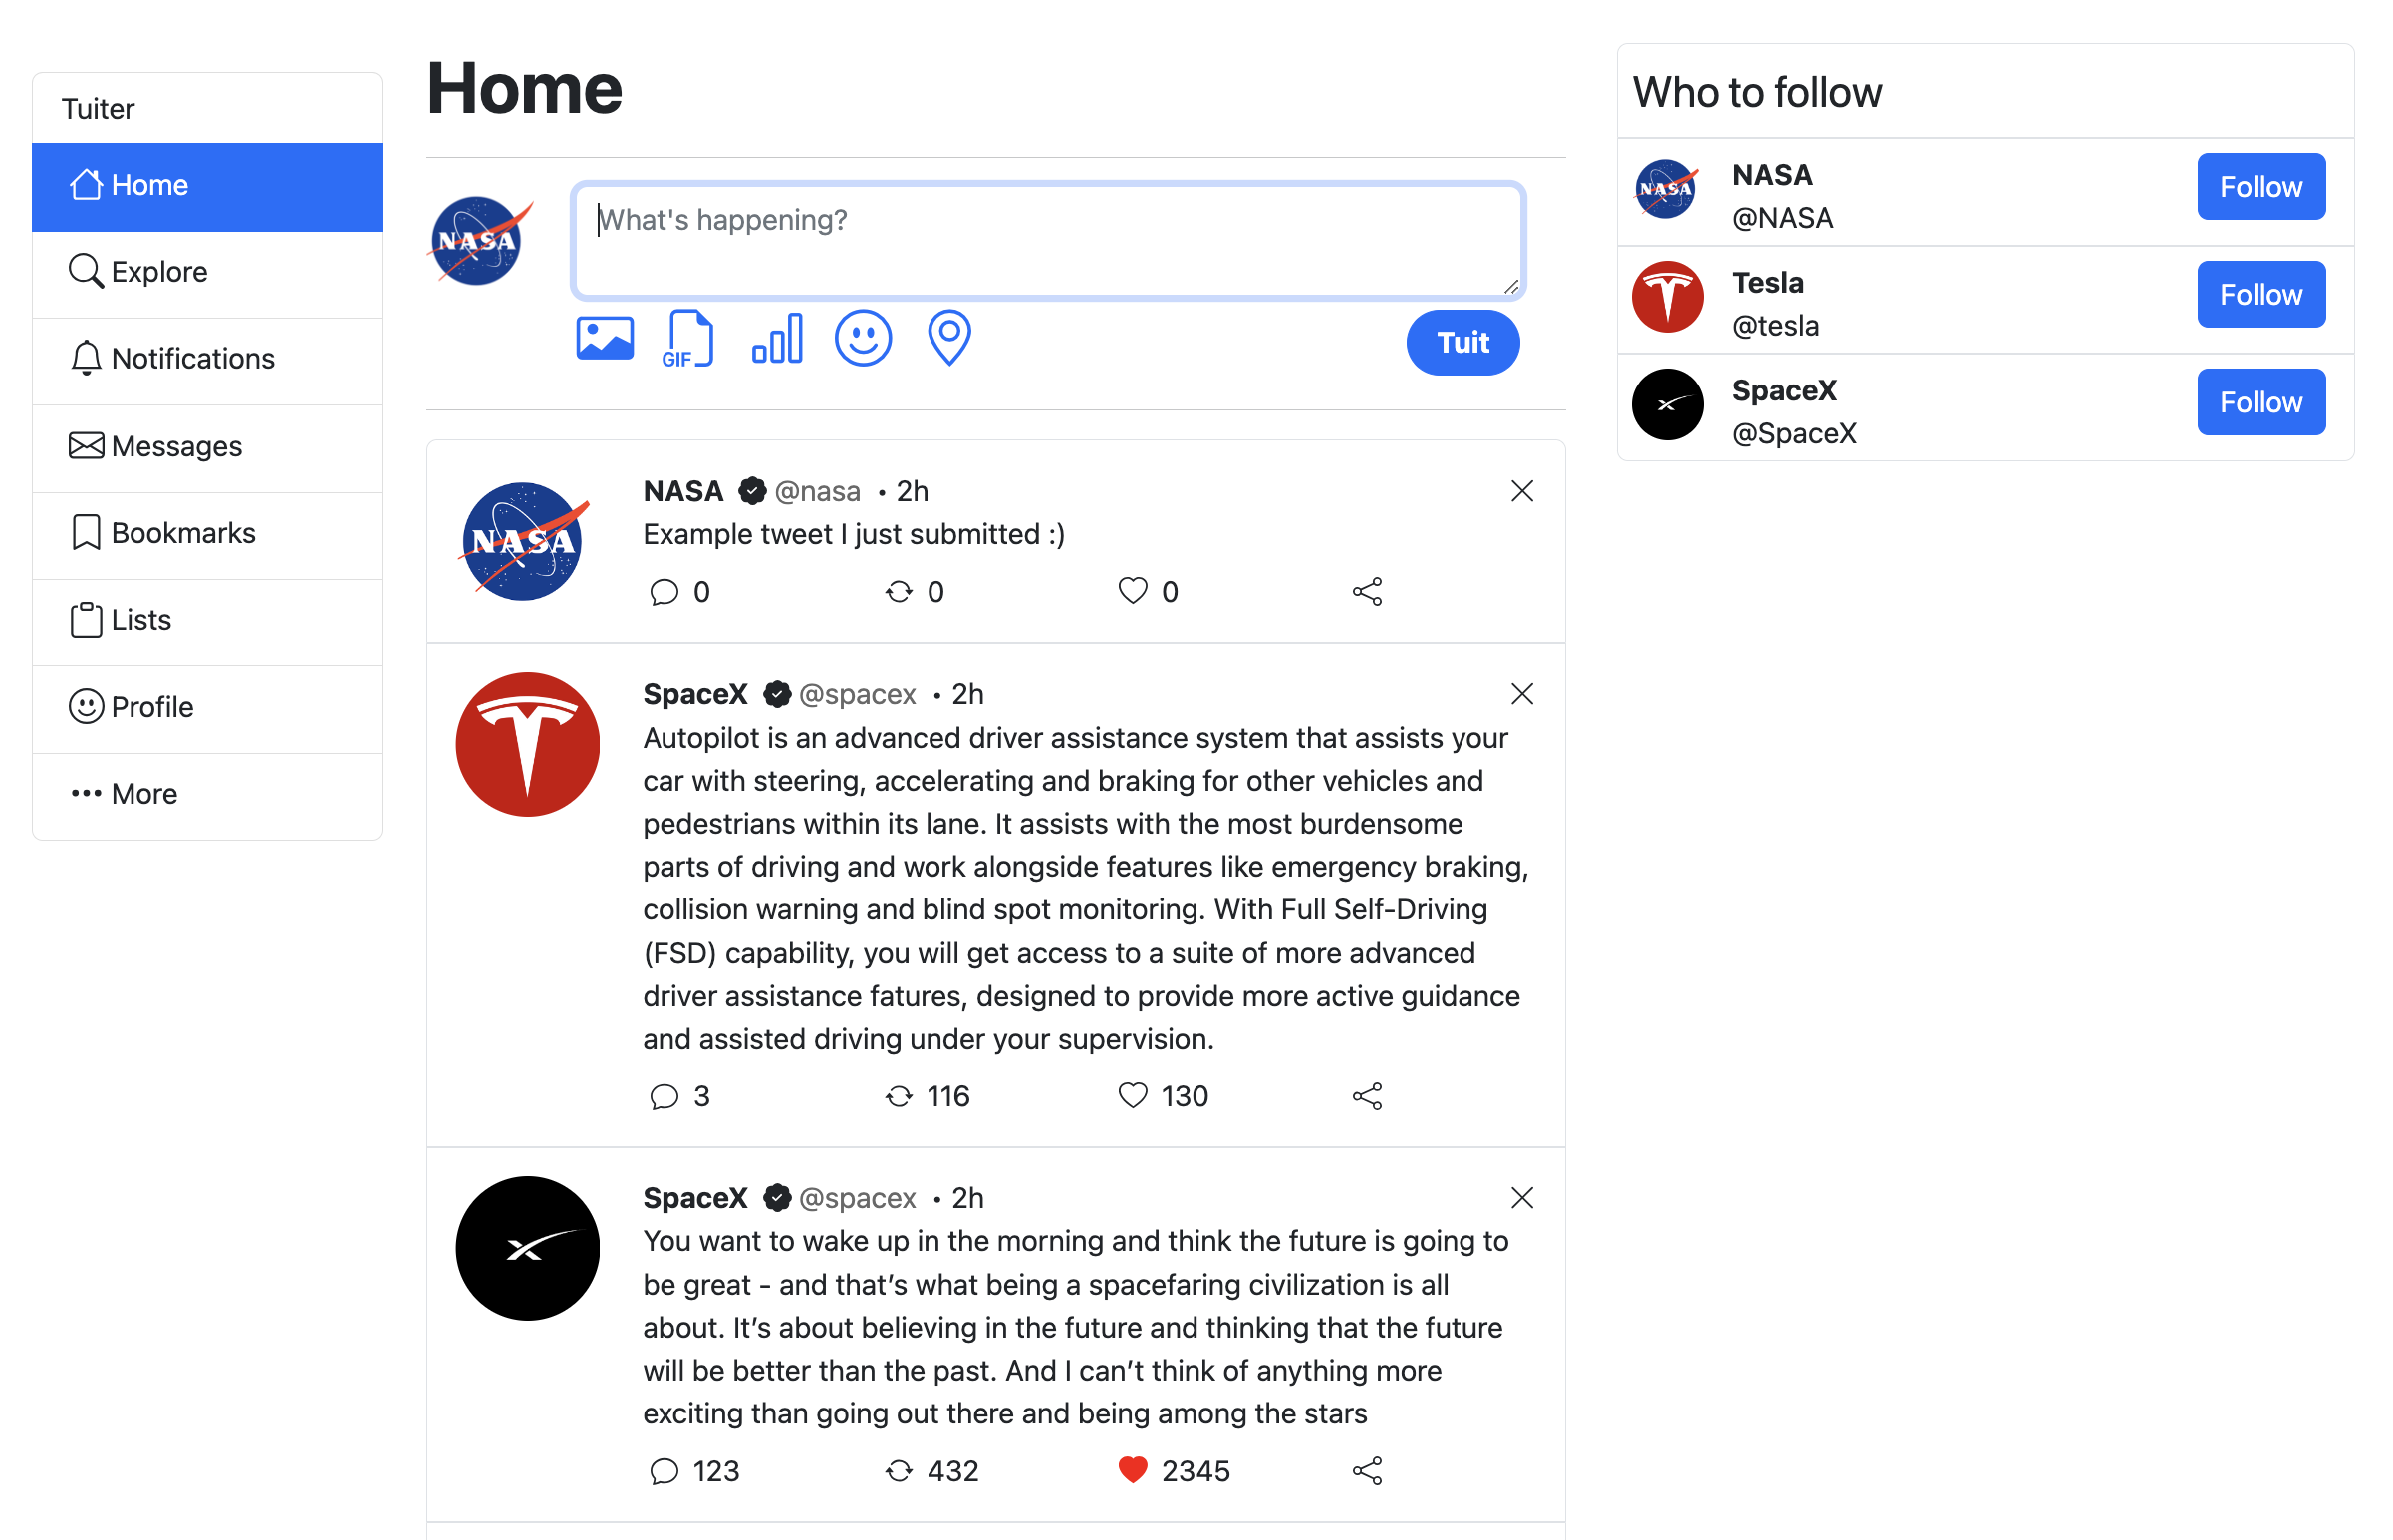 Tuiter
Home
Explore
Notifications
Messages
Bookmarks
Lists
Profile
More
Home
NASA
What's happening?
GIF
Tuit
NASA
NASA @nasa • 2h
Example tweet I just submitted :)
0 0 0
SpaceX @spacex • 2h
Autopilot is an advanced driver assistance system that assists your
car with steering, accelerating and braking for other vehicles and
pedestrians within its lane. It assists with the most burdensome
parts of driving and work alongside features like emergency braking,
collision warning and blind spot monitoring. With Full Self-Driving
(FSD) capability, you will get access to a suite of more advanced
driver assistance fatures, designed to provide more active guidance
and assisted driving under your supervision.
3 116 130
SpaceX @spacex • 2h
You want to wake up in the morning and think the future is going to
be great - and that’s what being a spacefaring civilization is all
about. It’s about believing in the future and thinking that the future
will be better than the past. And I can’t think of anything more
exciting than going out there and being among the stars
123 432 2345
Who to follow
NASA
NASA
@NASA
Follow
Tesla
@tesla
Follow
SpaceX
@SpaceX
Follow